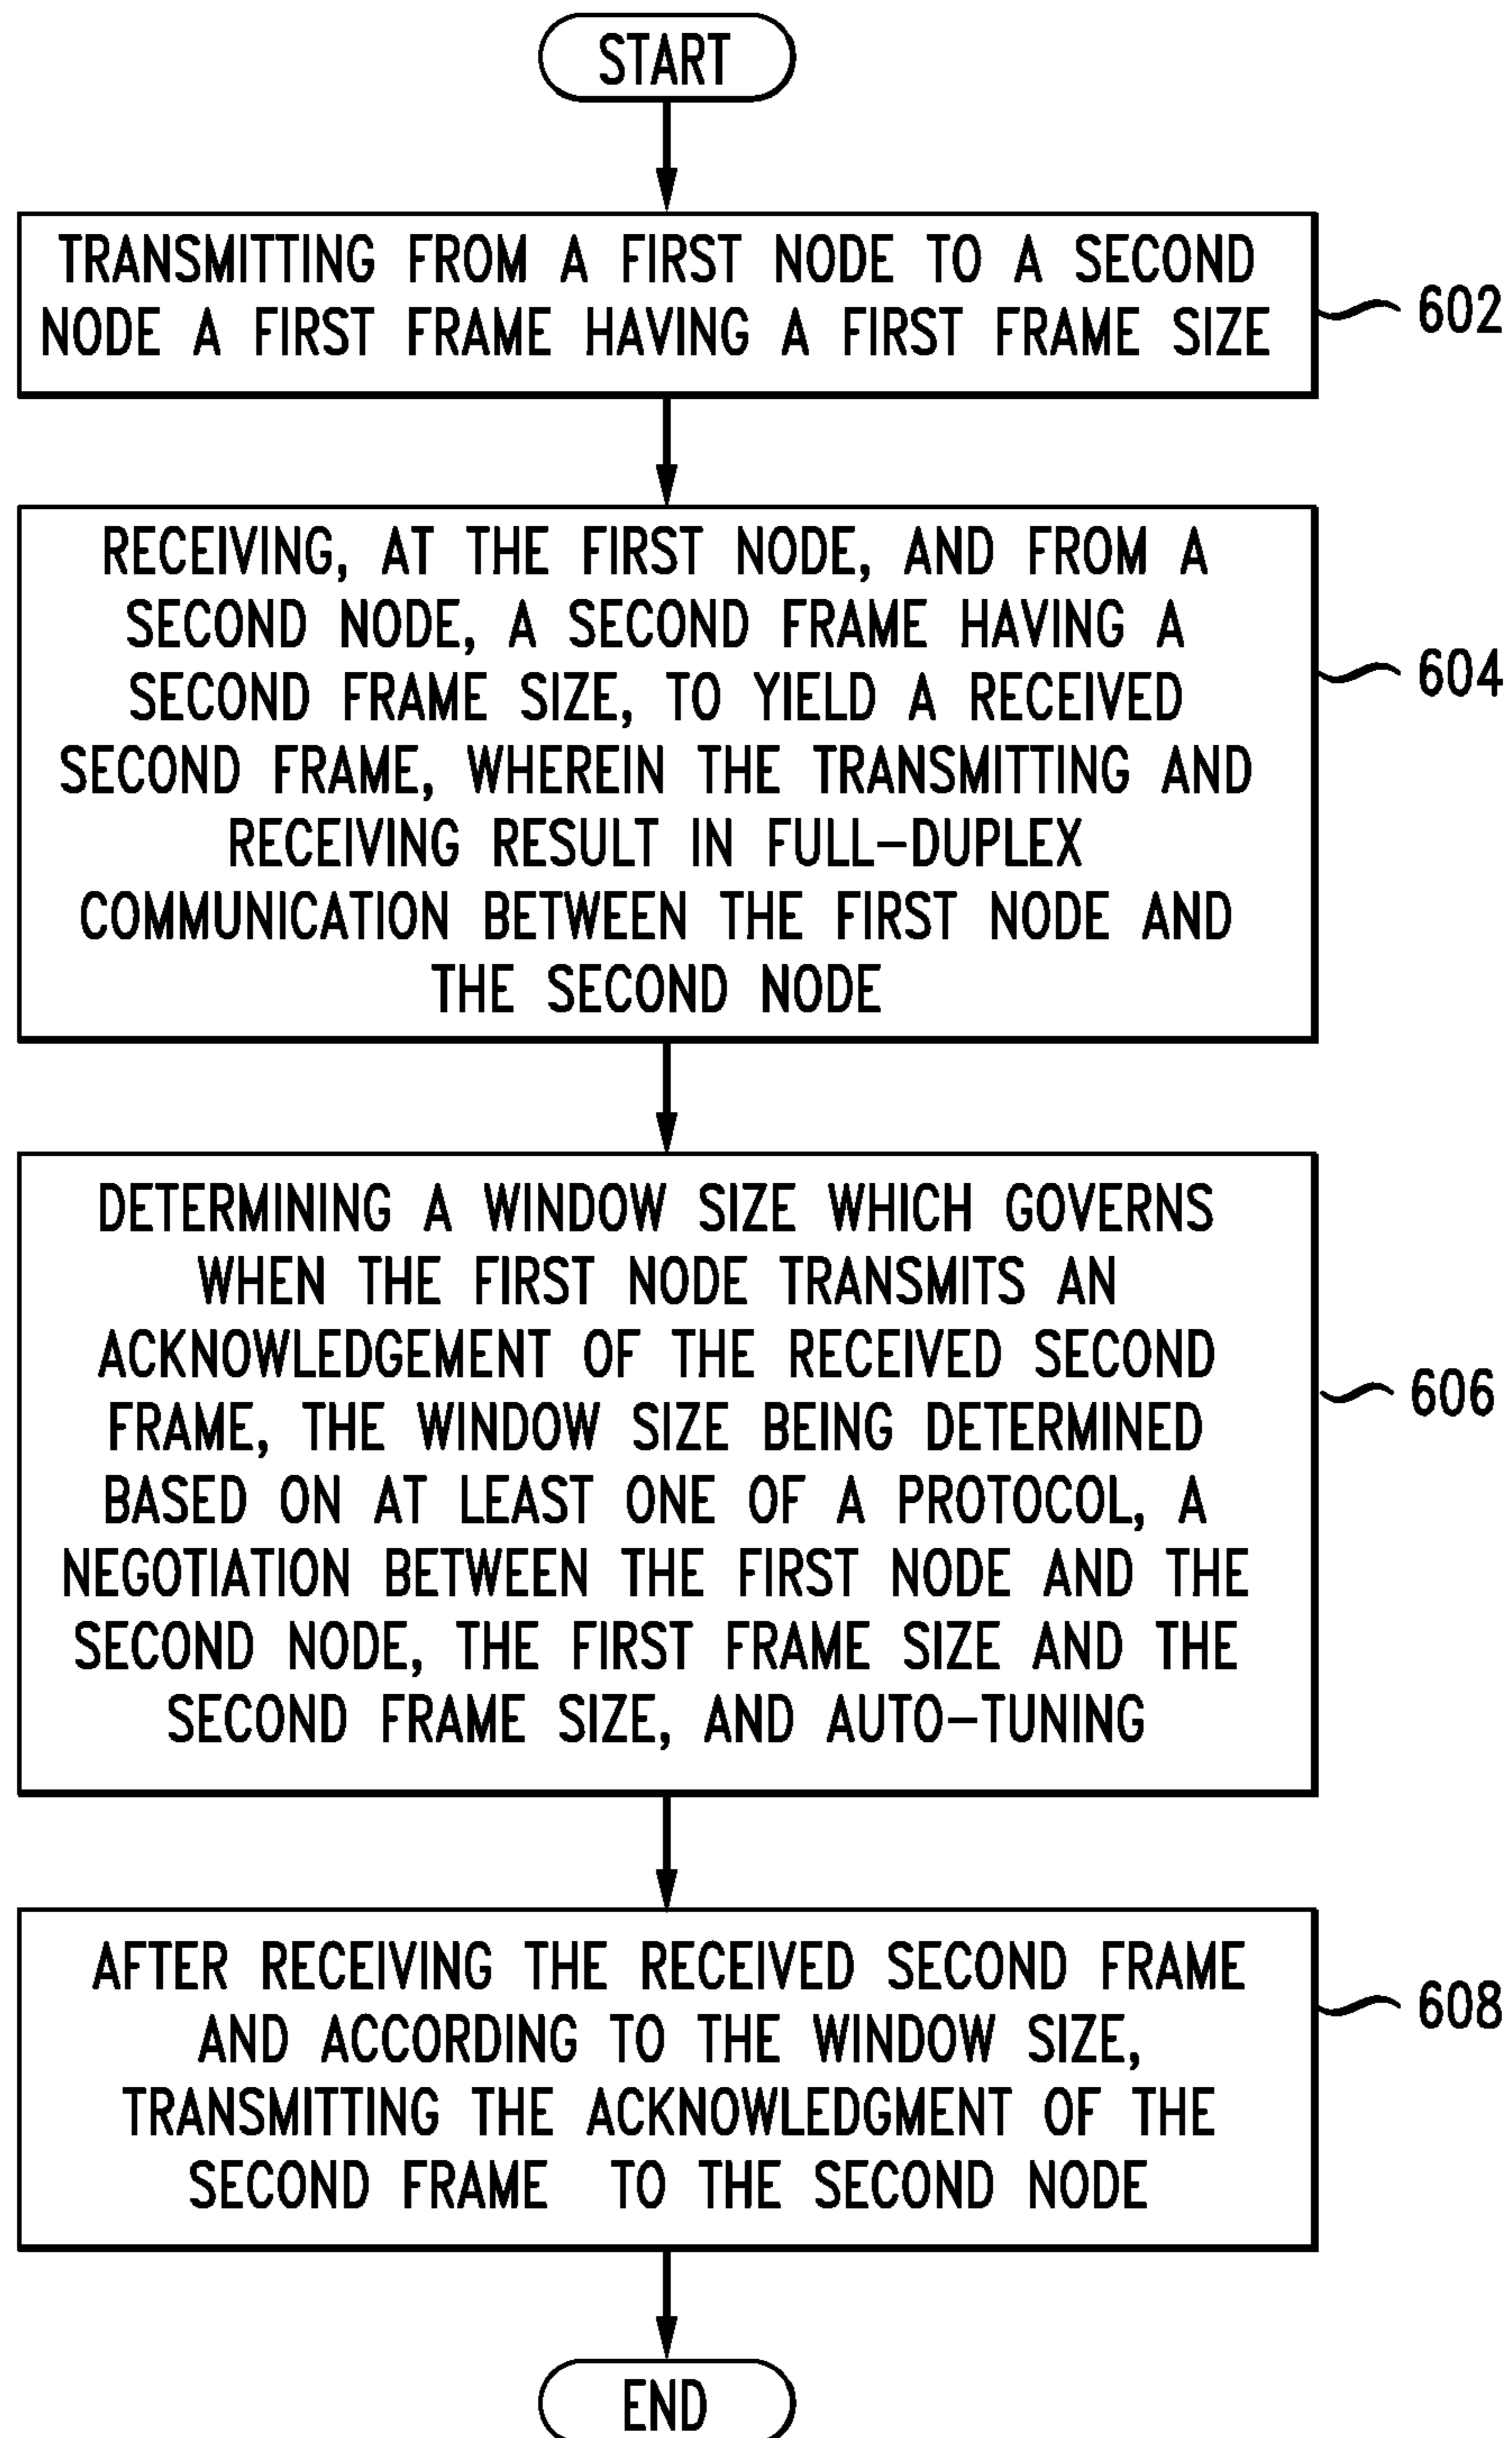 START
TRANSMITTING FROM A FIRST NODE TO A SECOND
NODE A FIRST FRAME HAVING A FIRST FRAME SIZE
602
RECEIVING, AT THE FIRST NODE, AND FROM A
SECOND NODE, A SECOND FRAME HAVING A
SECOND FRAME SIZE, TO YIELD A RECEIVED
SECOND FRAME, WHEREIN THE TRANSMITTING AND
RECEIVING RESULT IN FULL-DUPLEX
COMMUNICATION BETWEEN THE FIRST NODE AND
THE SECOND NODE
604
DETERMINING A WINDOW SIZE WHICH GOVERNS
WHEN THE FIRST NODE TRANSMITS AN
ACKNOWLEDGEMENT OF THE RECEIVED SECOND
FRAME, THE WINDOW SIZE BEING DETERMINED
BASED ON AT LEAST ONE OF A PROTOCOL, A
NEGOTIATION BETWEEN THE FIRST NODE AND THE
SECOND NODE, THE FIRST FRAME SIZE AND THE
SECOND FRAME SIZE, AND AUTO-TUNING
606
AFTER RECEIVING THE RECEIVED SECOND FRAME
AND ACCORDING TO THE WINDOW SIZE,
TRANSMITTING THE ACKNOWLEDGMENT OF THE
SECOND FRAME TO THE SECOND NODE
608
END